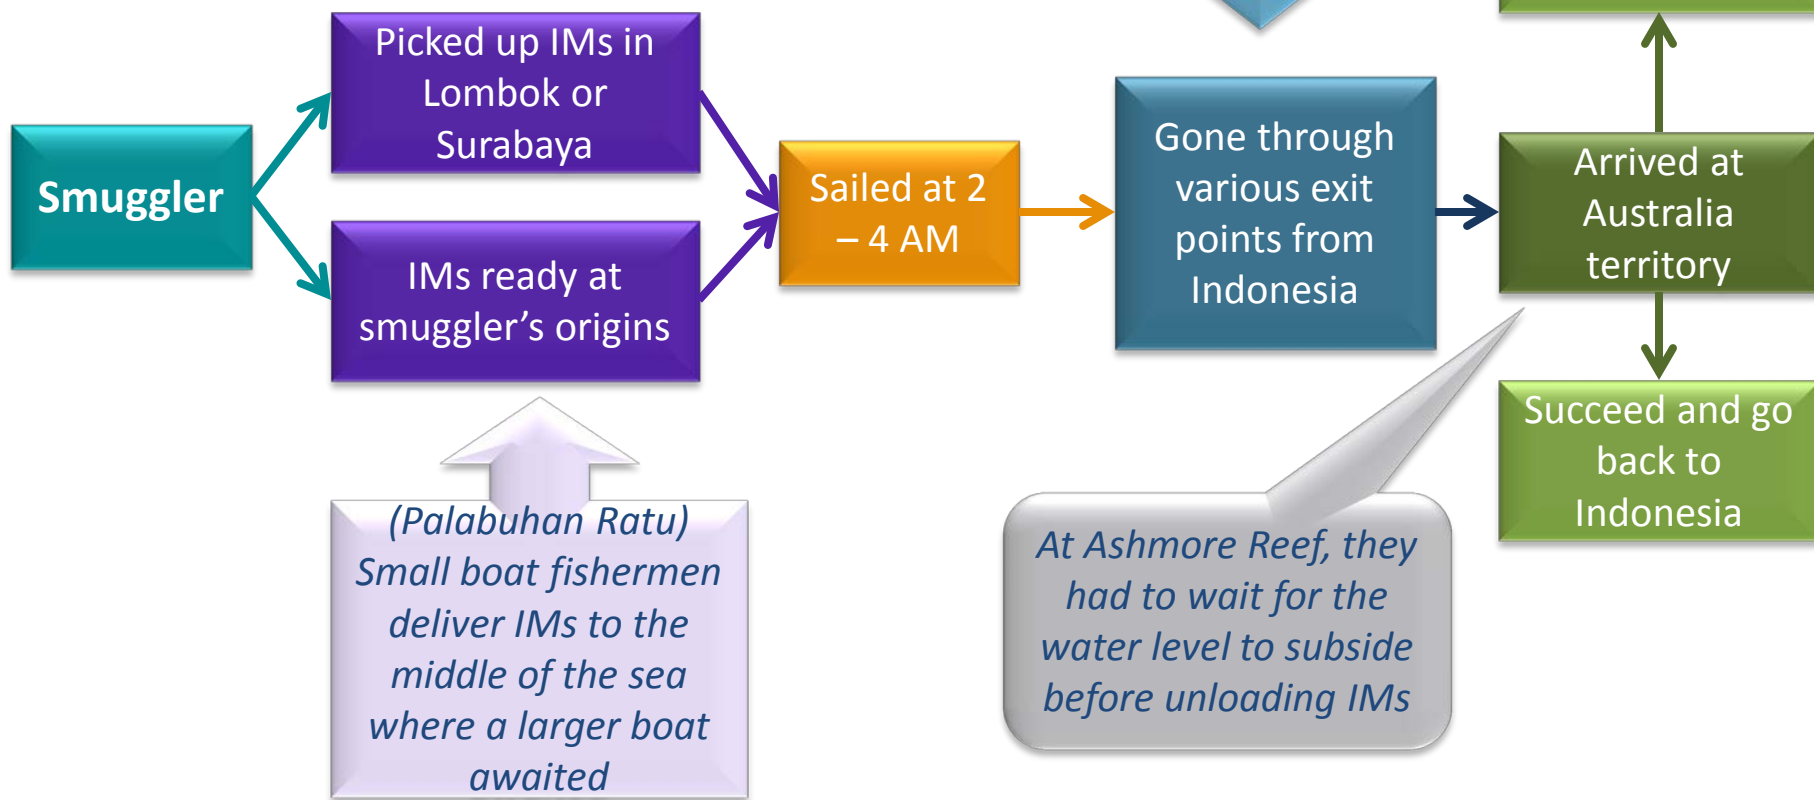 Picked up IMs in
Lombok or
Surabaya
Smuggler
IMs ready at
smuggler’s origins
Sailed at 2
– 4 AM
Gone through
various exit
points from
Indonesia
Arrived at
Australia
territory
Succeed and go
back to
Indonesia
(Palabuhan Ratu)
Small boat fishermen
deliver IMs to the
middle of the sea
where a larger boat
awaited
At Ashmore Reef, they
had to wait for the
water level to subside
before unloading IMs